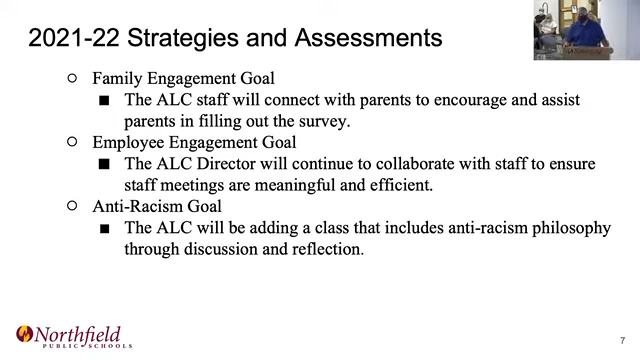 2021-22 Strategies and Assessments
Family Engagement Goal
The ALC staff will connect with parents to encourage and assist
parents in filling out the survey.
Employee Engagement Goal
The ALC Director will continue to collaborate with staff to ensure
staff meetings are meaningful and efficient.
Anti-Racism Goal
The ALC will be adding a class that includes anti-racism philosophy
through discussion and reflection.
Northfield
PUBLIC SCHOOLS
7